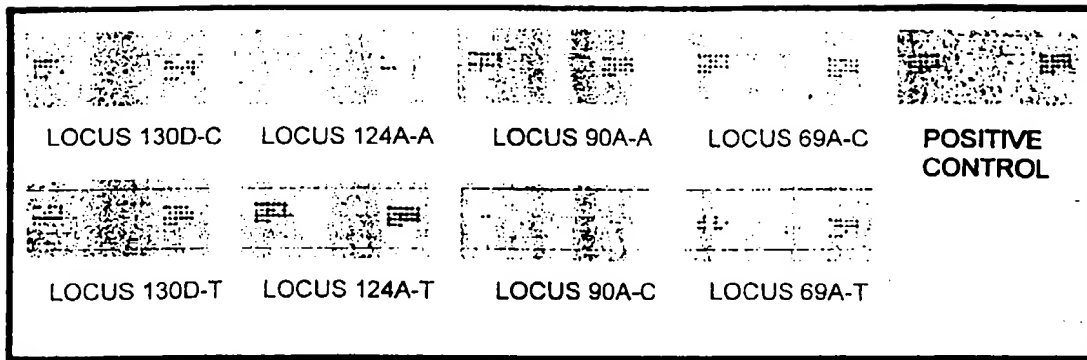 LOCUS 130D-C LOCUS 124A-A LOCUS 90A-A LOCUS 69A-C POSITIVE
CONTROL
LOCUS 130D-T LOCUS 124A-T LOCUS 90A-C LOCUS 69A-T